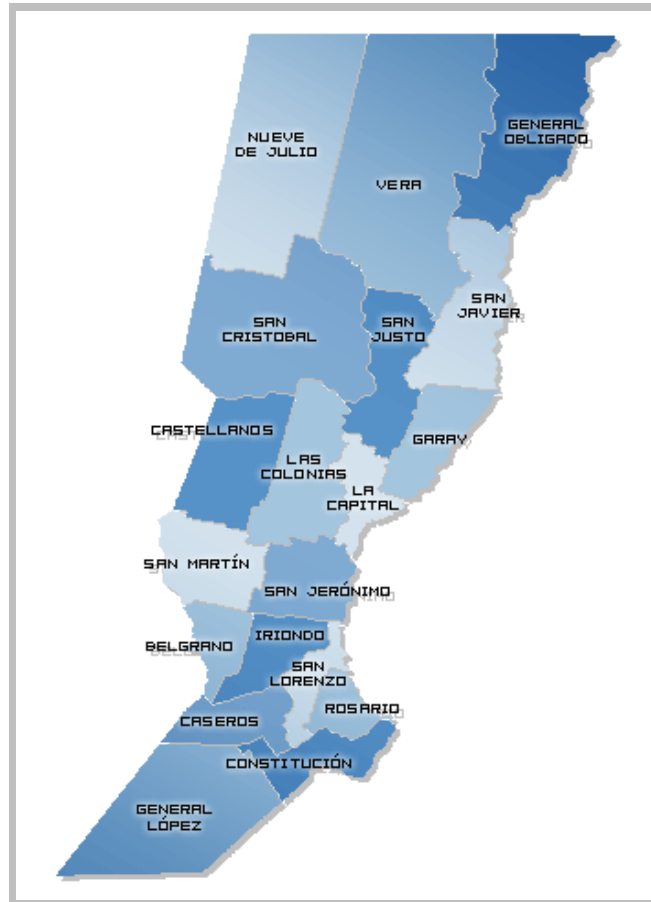 GENERAL
OBLIGADO
NUEVE
DE JULIO
VERA
SAN
JAVIER
SAN
CRISTOBAL
SAN
JUSTO
CASTELLANOS
GARAY
LAS
COLONIAS
LA
CAPITAL
SAN MARTÍN
SAN JERÓNIMO
IRIONDO
BELGRANO
SAN
LORENZO
ROSARIO
CASEROS
CONSTITUCIÓN
GENERAL
LÓPEZ